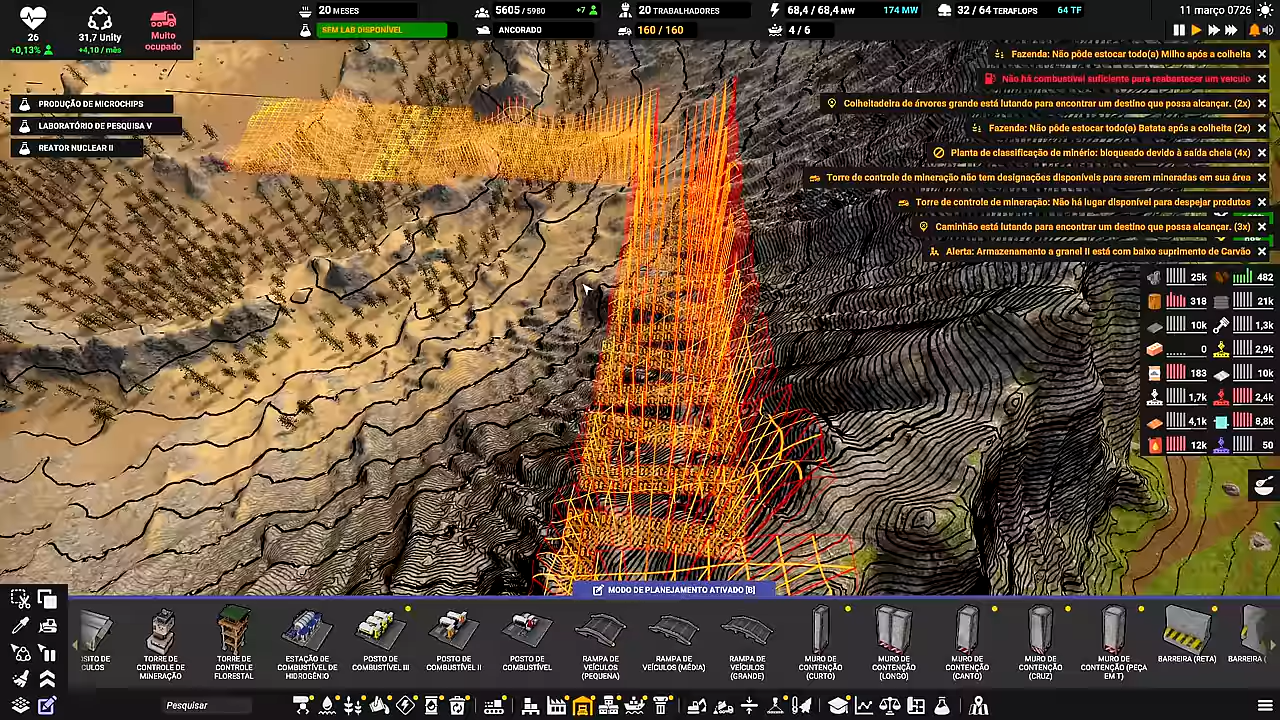 26
+0,13%
31,7 Unity
+4,10 / mês
Muito ocupado
20 MESES
SEM LAB DISPONÍVEL
5605 / 5980
+7
ANCORADO
20 TRABALHADORES
160 / 160
68,4 / 68,4 MW
174 MW
4 / 6
32 / 64 TERAFLOPS
64 TF
11 março 0726
PRODUÇÃO DE MICROCHIPS
LABORATÓRIO DE PESQUISA V
REATOR NUCLEAR II
Fazenda: Não pôde estocar todo(a) Milho após a colheita
Não há combustível suficiente para reabastecer um veículo
Colheitadeira de árvores grande está lutando para encontrar um destino que possa alcançar. (2x)
Fazenda: Não pôde estocar todo(a) Batata após a colheita (2x)
Planta de classificação de minério: bloqueado devido à saída cheia (4x)
Torre de controle de mineração não tem designações disponíveis para serem mineradas em sua área
Torre de controle de mineração: Não há lugar disponível para despejar produtos
Caminhão está lutando para encontrar um destino que possa alcançar. (3x)
Alerta: Armazenamento a granel II está com baixo suprimento de Carvão
25k 482
318 21k
10k 1,3k
0 2,9k
183 10k
1,7k 2,4k
4,1k 8,8k
12k 50
MODO DE PLANEJAMENTO ATIVADO [B]
SITO DE CULOS
TORRE DE CONTROLE DE MINERAÇÃO
TORRE DE CONTROLE FLORESTAL
ESTAÇÃO DE COMBUSTÍVEL DE HIDROGÊNIO
POSTO DE COMBUSTÍVEL III
POSTO DE COMBUSTÍVEL II
POSTO DE COMBUSTÍVEL
RAMPA DE VEÍCULOS (PEQUENA)
RAMPA DE VEÍCULOS (MÉDIA)
RAMPA DE VEÍCULOS (GRANDE)
MURO DE CONTENÇÃO (CURTO)
MURO DE CONTENÇÃO (LONGO)
MURO DE CONTENÇÃO (CANTO)
MURO DE CONTENÇÃO (CRUZ)
MURO DE CONTENÇÃO (PEÇA EM T)
BARREIRA (RETA)
BARREIRA (
Pesquisar